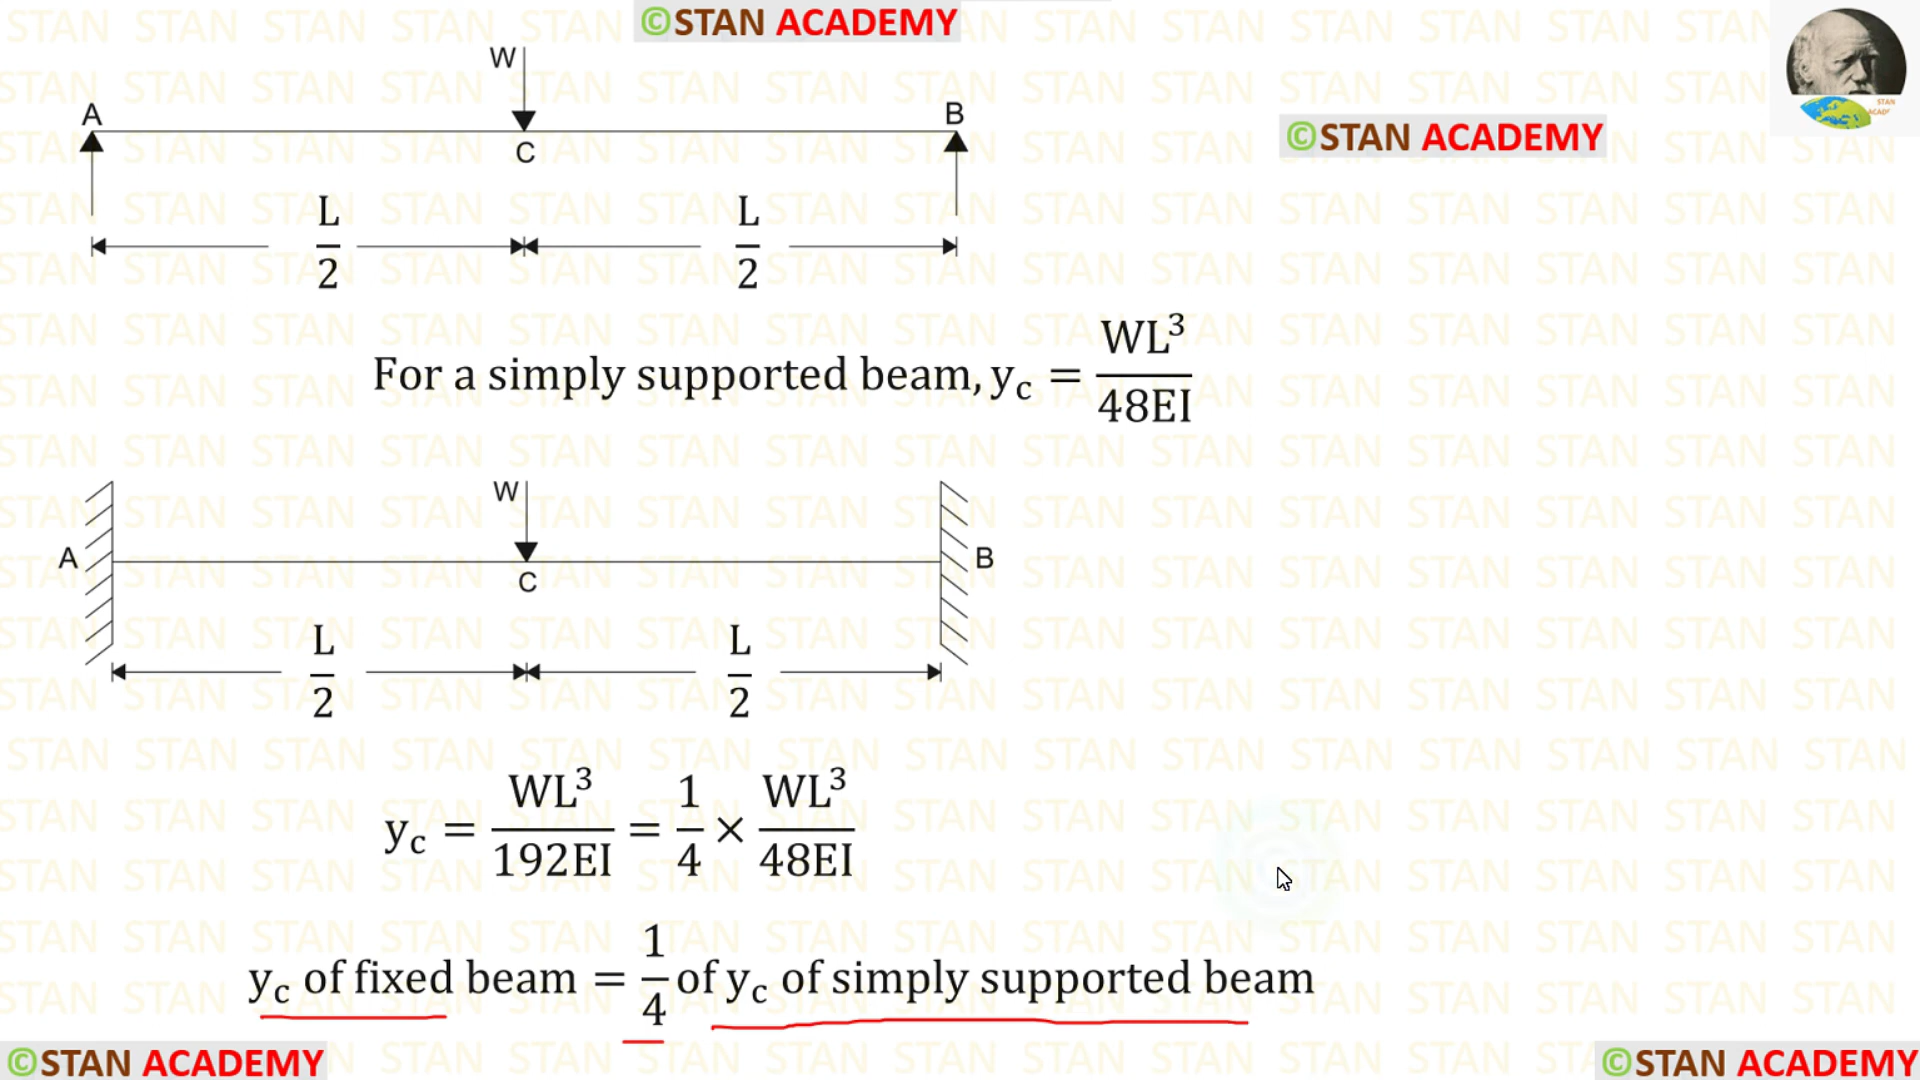 ©STAN ACADEMY
W
A
B
C
©STAN ACADEMY
STAN
ACADF
L/2 L/2
For a simply supported beam, y_c = WL³/48EI
W
A
B
C
L/2 L/2
y_c = WL³/192EI = 1/4 × WL³/48EI
y_c of fixed beam = 1/4 of y_c of simply supported beam
©STAN ACADEMY
©STAN ACADEMY